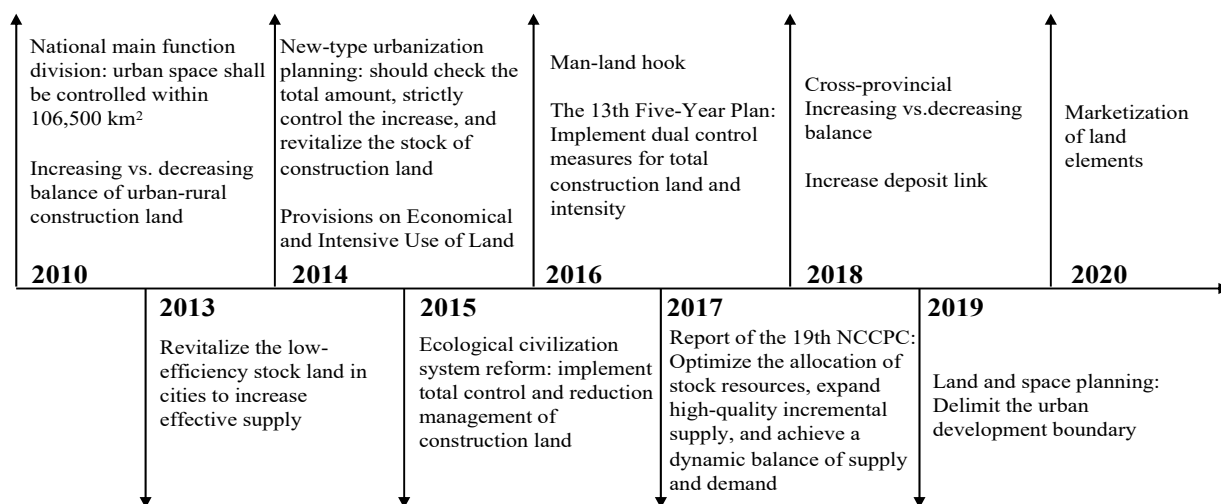 National main function
division: urban space shall
be controlled within
106,500 km²
Increasing vs. decreasing
balance of urban-rural
construction land
2010
New-type urbanization
planning: should check the
total amount, strictly
control the increase, and
revitalize the stock of
construction land
Provisions on Economical
and Intensive Use of Land
2014
Man-land hook
The 13th Five-Year Plan:
Implement dual control
measures for total
construction land and
intensity
2016
Cross-provincial
Increasing vs.decreasing
balance
Increase deposit link
2018
Marketization
of land
elements
2020
2013
Revitalize the low-
efficiency stock land in
cities to increase
effective supply
2015
Ecological civilization
system reform: implement
total control and reduction
management of
construction land
2017
Report of the 19th NCCPC:
Optimize the allocation of
stock resources, expand
high-quality incremental
supply, and achieve a
dynamic balance of supply
and demand
2019
Land and space planning:
Delimit the urban
development boundary